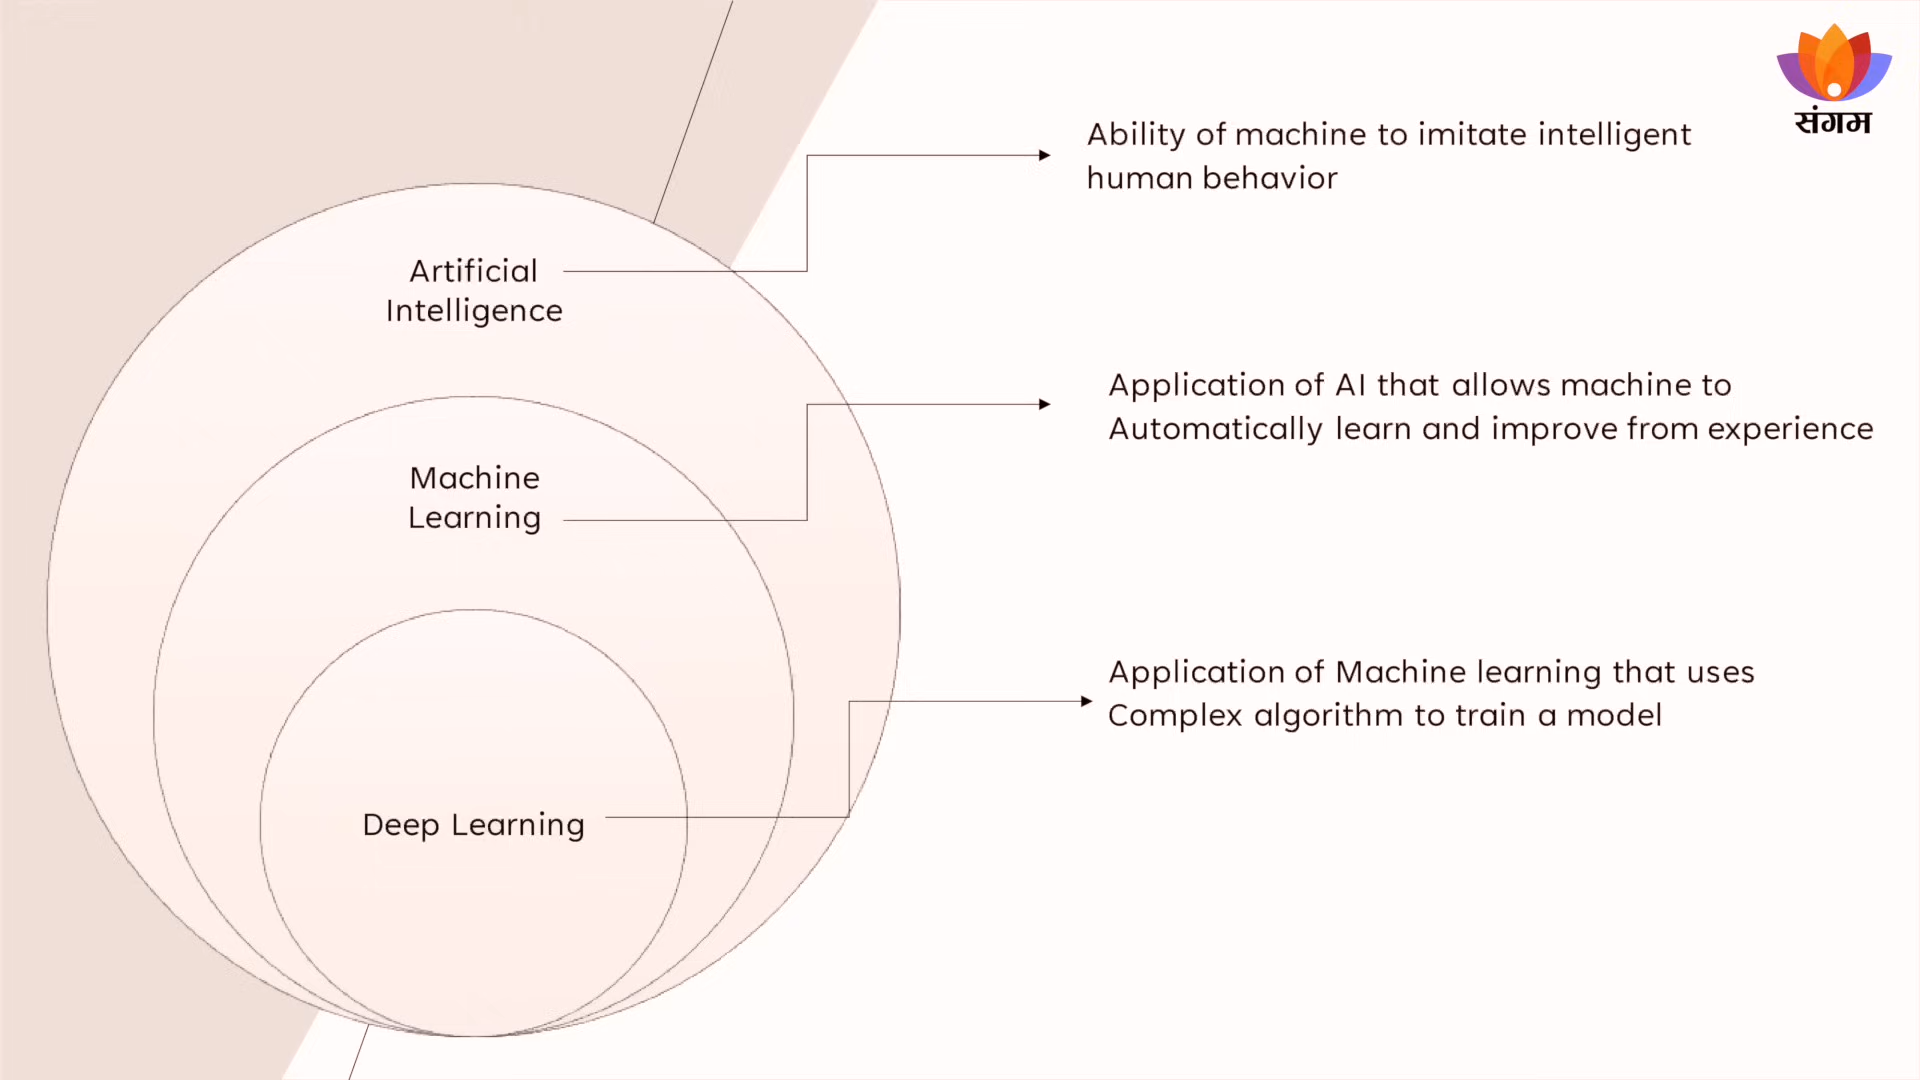 संगम
Ability of machine to imitate intelligent
human behavior
Artificial
Intelligence
Application of AI that allows machine to
Automatically learn and improve from experience
Machine
Learning
Application of Machine learning that uses
Complex algorithm to train a model
Deep Learning